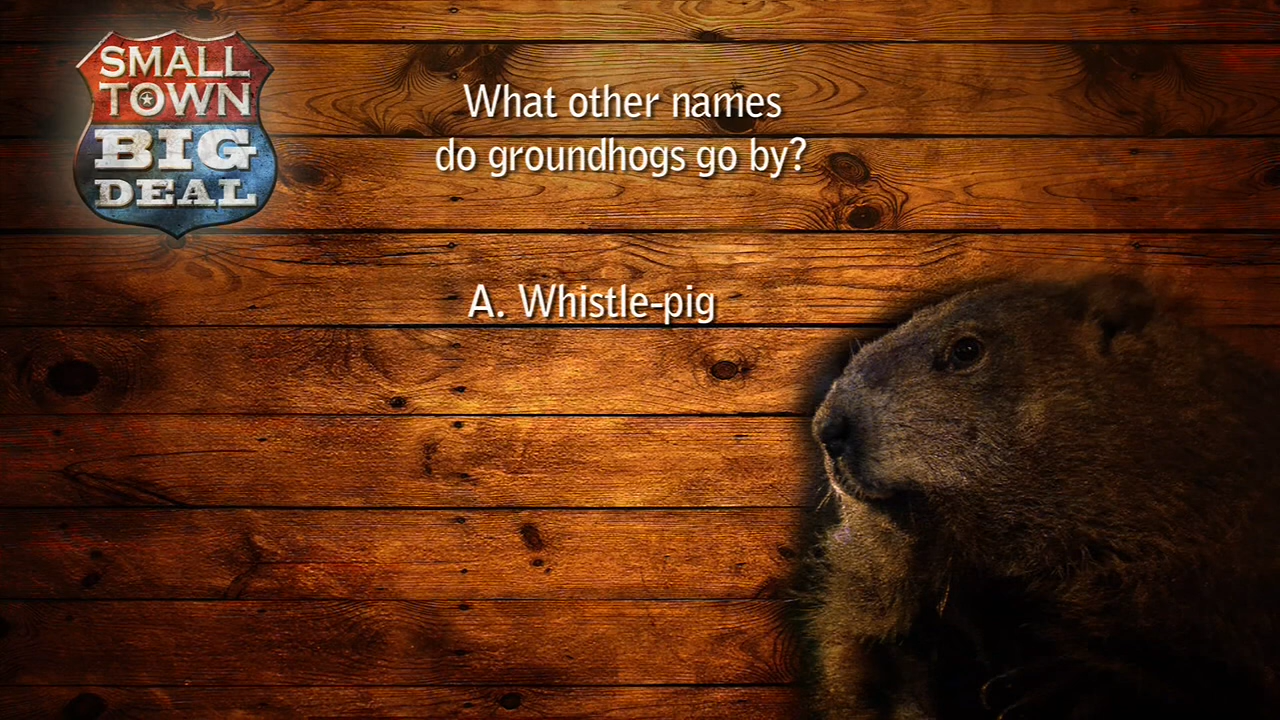 SMALL
TOWN
BIG
DEAL
What other names
do groundhogs go by?
A. Whistle-pig